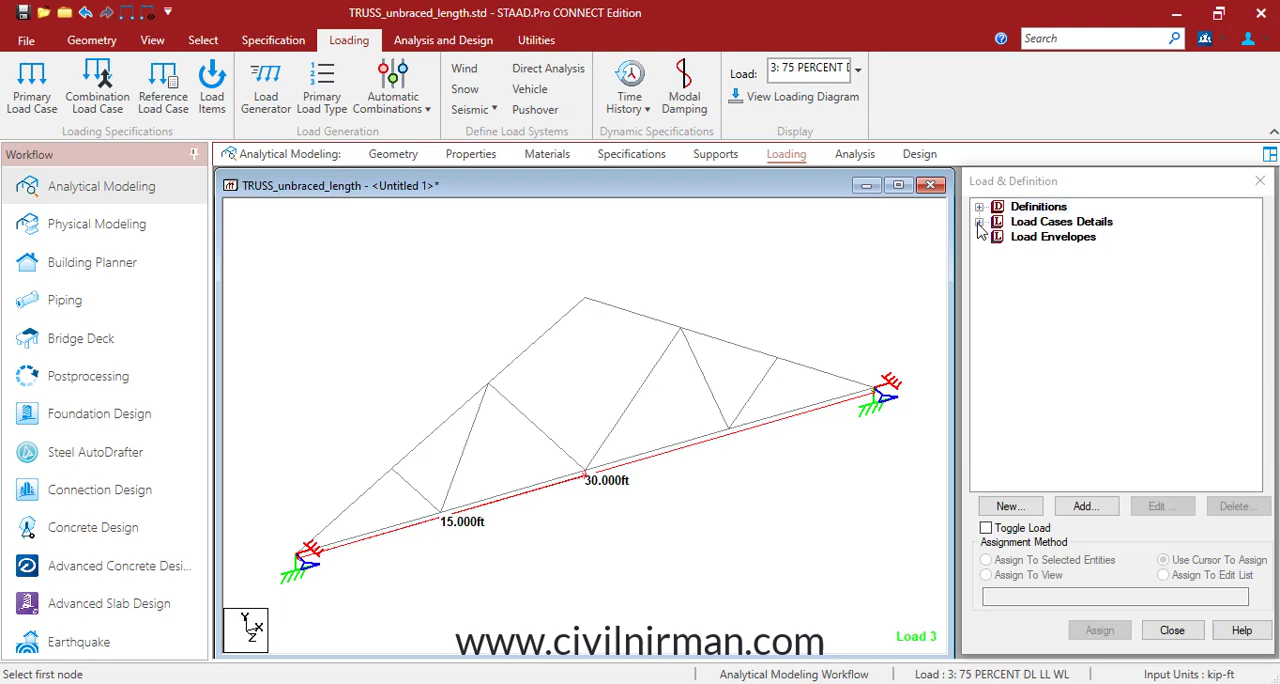 TRUSS_unbraced_length.std - STAAD.Pro CONNECT Edition
File Geometry View Select Specification Loading Analysis and Design Utilities Search
Primary Load Case
Combination Load Case
Reference Load Case
Load Items
Loading Specifications
Load Generator
Primary Load Type
Automatic Combinations
Load Generation
Wind
Snow
Seismic
Direct Analysis
Vehicle
Pushover
Define Load Systems
Time History
Modal Damping
Dynamic Specifications
Load: 3: 75 PERCENT D
View Loading Diagram
Display
Workflow
Analytical Modeling: Geometry Properties Materials Specifications Supports Loading Analysis Design
Analytical Modeling
Physical Modeling
Building Planner
Piping
Bridge Deck
Postprocessing
Foundation Design
Steel AutoDrafter
Connection Design
Concrete Design
Advanced Concrete Desi...
Advanced Slab Design
Earthquake
TRUSS_unbraced_length - <Untitled 1>*
30.000ft
15.000ft
Y
X
Z
Load 3
www.civilnirman.com
Load & Definition
D Definitions
L Load Cases Details
L Load Envelopes
New... Add... Edit ... Delete...
Toggle Load
Assignment Method
Assign To Selected Entities Use Cursor To Assign
Assign To View Assign To Edit List
Assign Close Help
Select first node Analytical Modeling Workflow Load : 3: 75 PERCENT DL LL WL Input Units : kip-ft